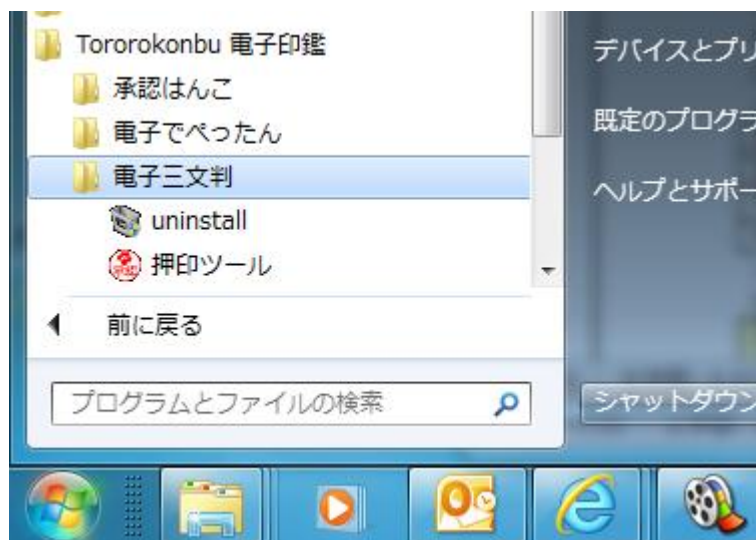 Tororokonbu 電子印鑑
承認はんこ
電子でぺったん
電子三文判
uninstall
押印ツール
前に戻る
プログラムとファイルの検索
デバイスとプリ
既定のプログラ
ヘルプとサポー
シャットダウン